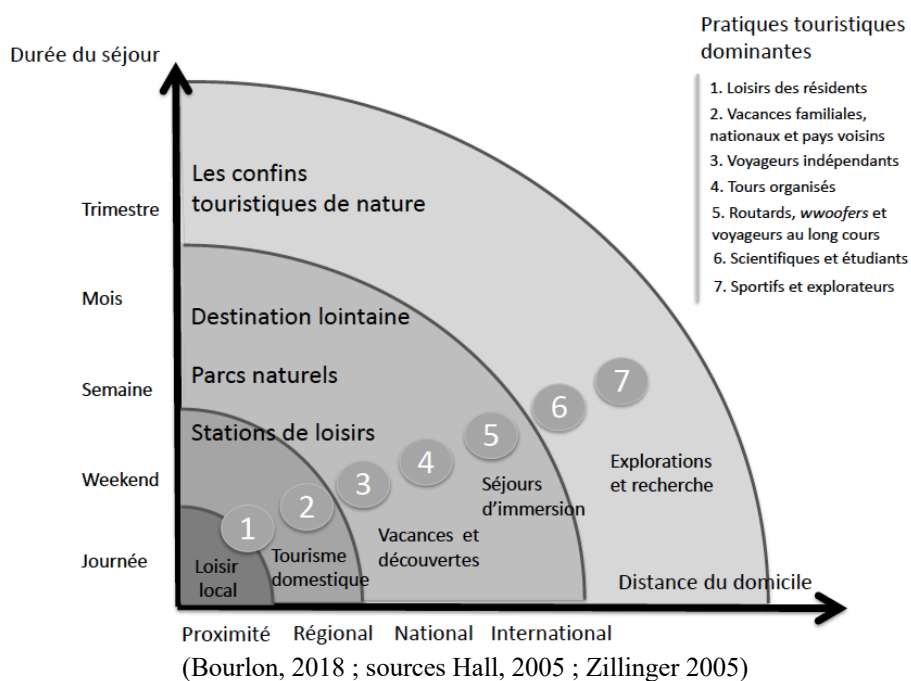 Pratiques touristiques
dominantes
Durée du séjour
1. Loisirs des résidents
2. Vacances familiales,
nationaux et pays voisins
3. Voyageurs indépendants
4. Tours organisés
5. Routards, wwoofers et
voyageurs au long cours
6. Scientifiques et étudiants
7. Sportifs et explorateurs
Trimestre
Mois
Semaine
Weekend
Journée
Les confins
touristiques de nature
Destination lointaine
Parcs naturels
Stations de loisirs
1
2
3
4
5
6
7
Loisir
local
Tourisme
domestique
Vacances et
découvertes
Séjours
d'immersion
Explorations
et recherche
Distance du domicile
Proximité
Régional
National
International
(Bourlon, 2018 ; sources Hall, 2005 ; Zillinger 2005)